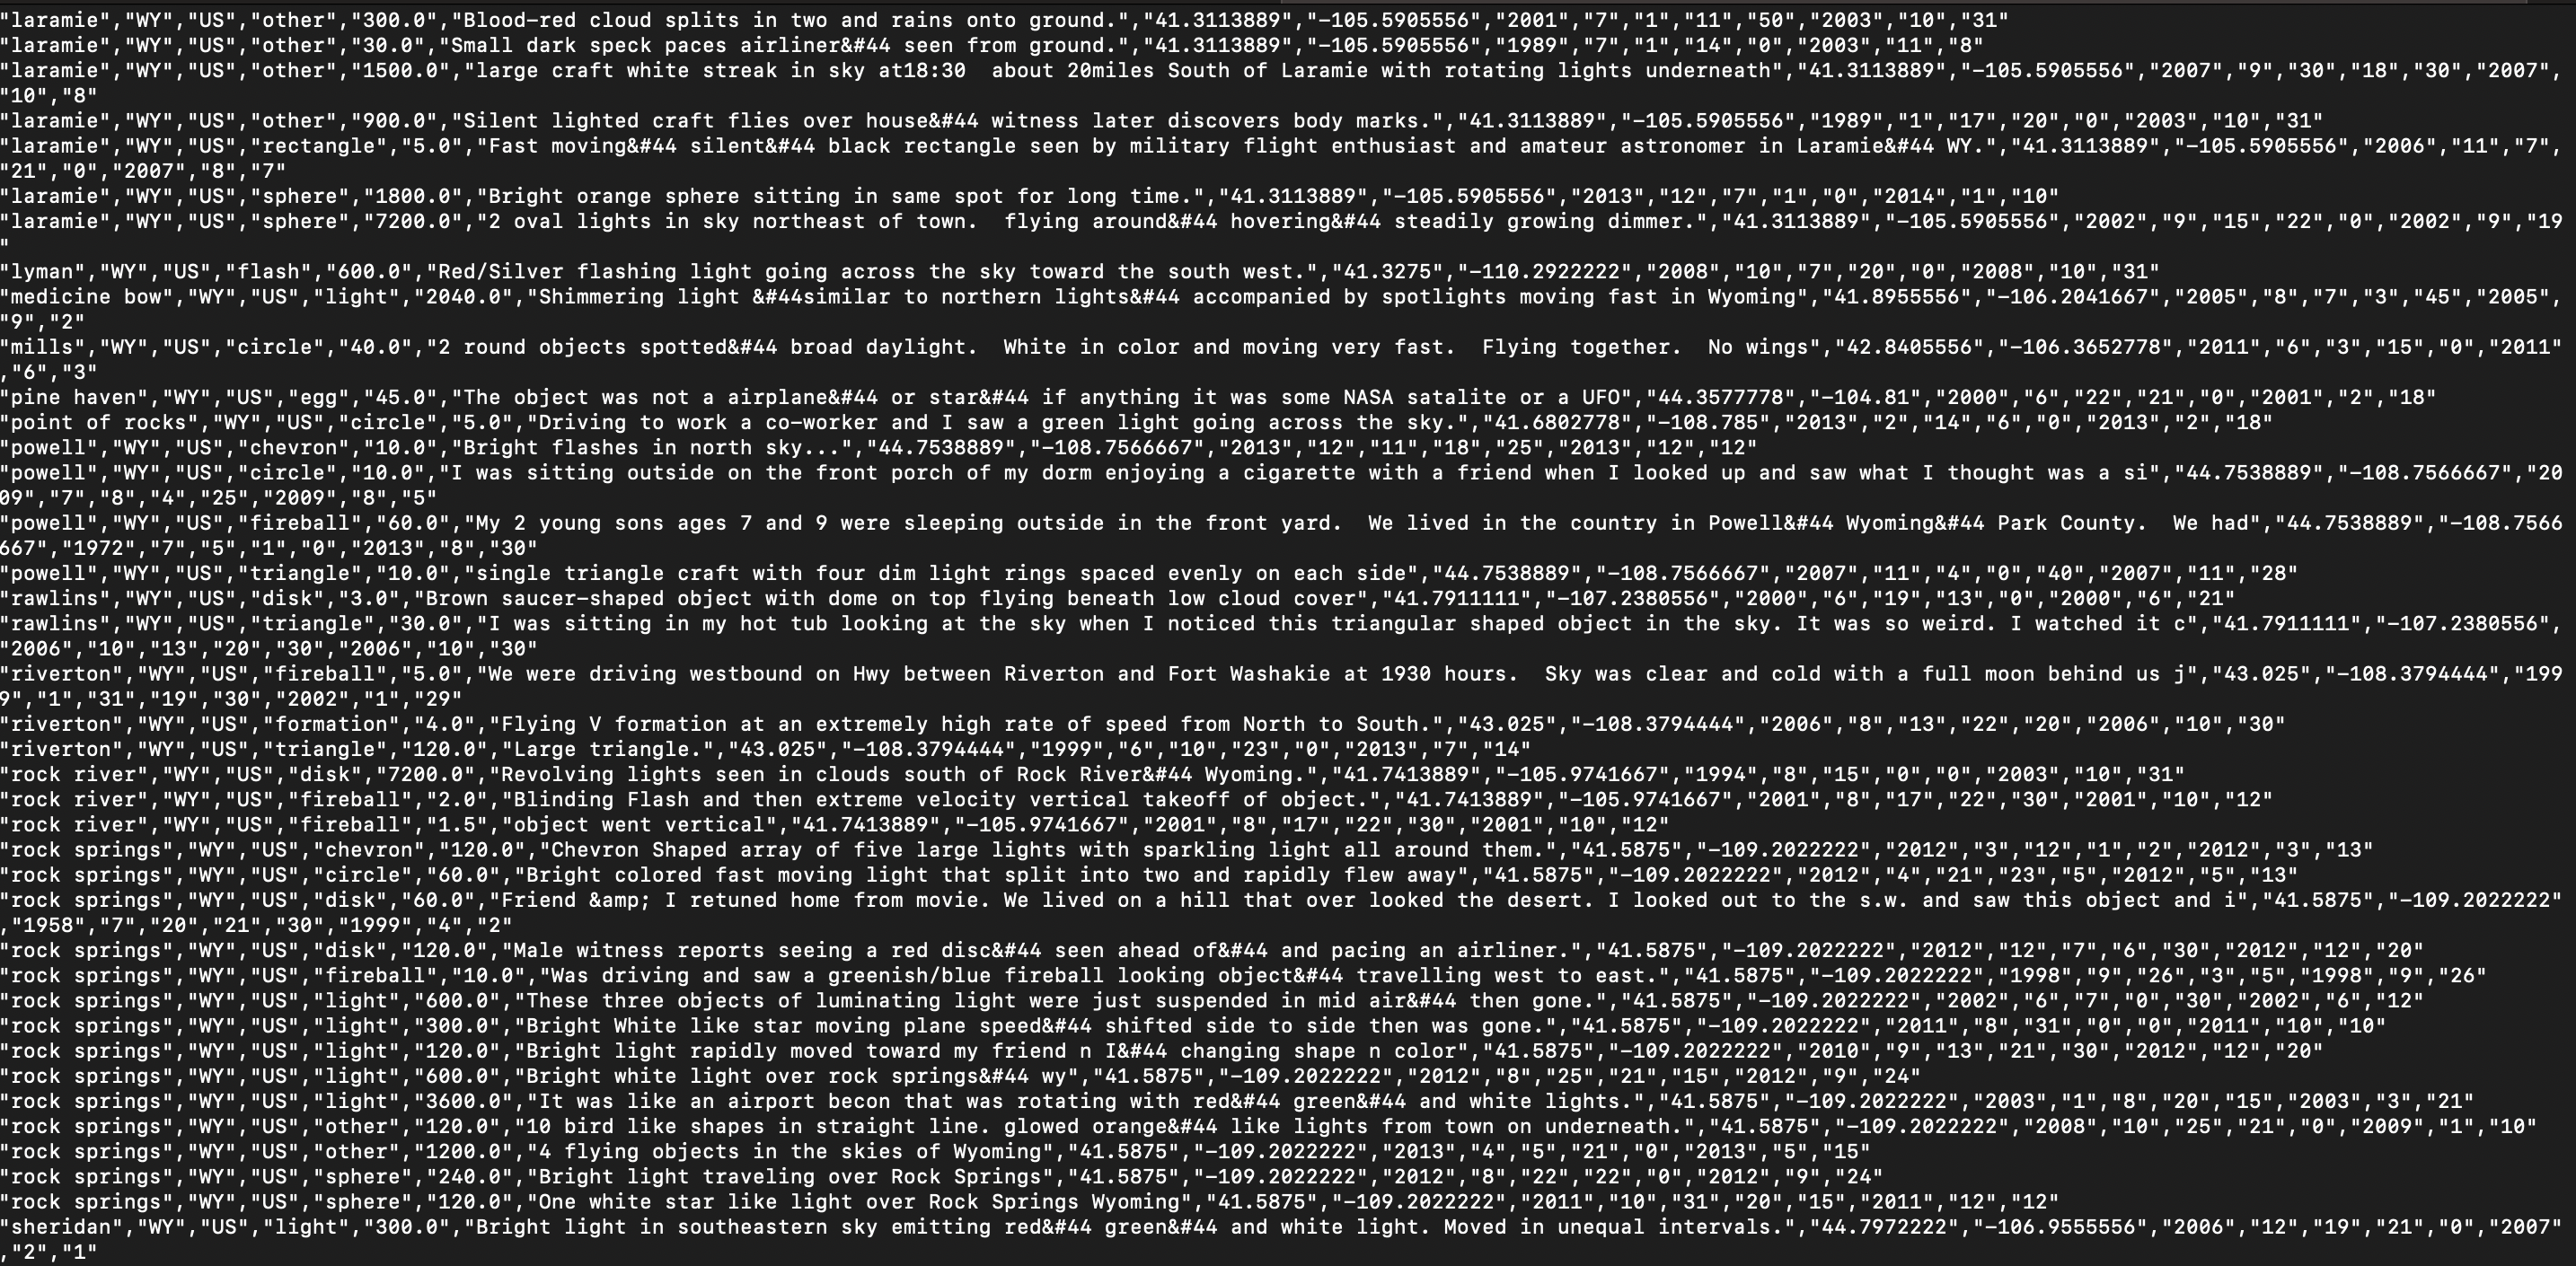 "laramie","WY","US","other","300.0","Blood-red cloud splits in two and rains onto ground.","41.3113889","-105.5905556","2001","7","1","11","50","2003","10","31"
"laramie","WY","US","other","30.0","Small dark speck paces airliner&#44 seen from ground.","41.3113889","-105.5905556","1989","7","1","14","0","2003","11","8"
"laramie","WY","US","other","1500.0","large craft white streak in sky at18:30  about 20miles South of Laramie with rotating lights underneath","41.3113889","-105.5905556","2007","9","30","18","30","2007",
"10","8"
"laramie","WY","US","other","900.0","Silent lighted craft flies over house&#44 witness later discovers body marks.","41.3113889","-105.5905556","1989","1","17","20","0","2003","10","31"
"laramie","WY","US","rectangle","5.0","Fast moving&#44 silent&#44 black rectangle seen by military flight enthusiast and amateur astronomer in Laramie&#44 WY.","41.3113889","-105.5905556","2006","11","7",
"21","0","2007","8","7"
"laramie","WY","US","sphere","1800.0","Bright orange sphere sitting in same spot for long time.","41.3113889","-105.5905556","2013","12","7","1","0","2014","1","10"
"laramie","WY","US","sphere","7200.0","2 oval lights in sky northeast of town.  flying around&#44 hovering&#44 steadily growing dimmer.","41.3113889","-105.5905556","2002","9","15","22","0","2002","9","19
"
"lyman","WY","US","flash","600.0","Red/Silver flashing light going across the sky toward the south west.","41.3275","-110.2922222","2008","10","7","20","0","2008","10","31"
"medicine bow","WY","US","light","2040.0","Shimmering light &#44similar to northern lights&#44 accompanied by spotlights moving fast in Wyoming","41.8955556","-106.2041667","2005","8","7","3","45","2005",
"9","2"
"mills","WY","US","circle","40.0","2 round objects spotted&#44 broad daylight.  White in color and moving very fast.  Flying together.  No wings","42.8405556","-106.3652778","2011","6","3","15","0","2011"
,"6","3"
"pine haven","WY","US","egg","45.0","The object was not a airplane&#44 or star&#44 if anything it was some NASA satalite or a UFO","44.3577778","-104.81","2000","6","22","21","0","2001","2","18"
"point of rocks","WY","US","circle","5.0","Driving to work a co-worker and I saw a green light going across the sky.","41.6802778","-108.785","2013","2","14","6","0","2013","2","18"
"powell","WY","US","chevron","10.0","Bright flashes in north sky...","44.7538889","-108.7566667","2013","12","11","18","25","2013","12","12"
"powell","WY","US","circle","10.0","I was sitting outside on the front porch of my dorm enjoying a cigarette with a friend when I looked up and saw what I thought was a si","44.7538889","-108.7566667","20
09","7","8","4","25","2009","8","5"
"powell","WY","US","fireball","60.0","My 2 young sons ages 7 and 9 were sleeping outside in the front yard.  We lived in the country in Powell&#44 Wyoming&#44 Park County.  We had","44.7538889","-108.7566
667","1972","7","5","1","0","2013","8","30"
"powell","WY","US","triangle","10.0","single triangle craft with four dim light rings spaced evenly on each side","44.7538889","-108.7566667","2007","11","4","0","40","2007","11","28"
"rawlins","WY","US","disk","3.0","Brown saucer-shaped object with dome on top flying beneath low cloud cover","41.7911111","-107.2380556","2000","6","19","13","0","2000","6","21"
"rawlins","WY","US","triangle","30.0","I was sitting in my hot tub looking at the sky when I noticed this triangular shaped object in the sky. It was so weird. I watched it c","41.7911111","-107.2380556",
"2006","10","13","20","30","2006","10","30"
"riverton","WY","US","fireball","5.0","We were driving westbound on Hwy between Riverton and Fort Washakie at 1930 hours.  Sky was clear and cold with a full moon behind us j","43.025","-108.3794444","199
9","1","31","19","30","2002","1","29"
"riverton","WY","US","formation","4.0","Flying V formation at an extremely high rate of speed from North to South.","43.025","-108.3794444","2006","8","13","22","20","2006","10","30"
"riverton","WY","US","triangle","120.0","Large triangle.","43.025","-108.3794444","1999","6","10","23","0","2013","7","14"
"rock river","WY","US","disk","7200.0","Revolving lights seen in clouds south of Rock River&#44 Wyoming.","41.7413889","-105.9741667","1994","8","15","0","0","2003","10","31"
"rock river","WY","US","fireball","2.0","Blinding Flash and then extreme velocity vertical takeoff of object.","41.7413889","-105.9741667","2001","8","17","22","30","2001","10","12"
"rock river","WY","US","fireball","1.5","object went vertical","41.7413889","-105.9741667","2001","8","17","22","30","2001","10","12"
"rock springs","WY","US","chevron","120.0","Chevron Shaped array of five large lights with sparkling light all around them.","41.5875","-109.2022222","2012","3","12","1","2","2012","3","13"
"rock springs","WY","US","circle","60.0","Bright colored fast moving light that split into two and rapidly flew away","41.5875","-109.2022222","2012","4","21","23","5","2012","5","13"
"rock springs","WY","US","disk","60.0","Friend &amp; I retuned home from movie. We lived on a hill that over looked the desert. I looked out to the s.w. and saw this object and i","41.5875","-109.2022222"
,"1958","7","20","21","30","1999","4","2"
"rock springs","WY","US","disk","120.0","Male witness reports seeing a red disc&#44 seen ahead of&#44 and pacing an airliner.","41.5875","-109.2022222","2012","12","7","6","30","2012","12","20"
"rock springs","WY","US","fireball","10.0","Was driving and saw a greenish/blue fireball looking object&#44 travelling west to east.","41.5875","-109.2022222","1998","9","26","3","5","1998","9","26"
"rock springs","WY","US","light","600.0","These three objects of luminating light were just suspended in mid air&#44 then gone.","41.5875","-109.2022222","2002","6","7","0","30","2002","6","12"
"rock springs","WY","US","light","300.0","Bright White like star moving plane speed&#44 shifted side to side then was gone.","41.5875","-109.2022222","2011","8","31","0","0","2011","10","10"
"rock springs","WY","US","light","120.0","Bright light rapidly moved toward my friend n I&#44 changing shape n color","41.5875","-109.2022222","2010","9","13","21","30","2012","12","20"
"rock springs","WY","US","light","600.0","Bright white light over rock springs&#44 wy","41.5875","-109.2022222","2012","8","25","21","15","2012","9","24"
"rock springs","WY","US","light","3600.0","It was like an airport becon that was rotating with red&#44 green&#44 and white lights.","41.5875","-109.2022222","2003","1","8","20","15","2003","3","21"
"rock springs","WY","US","other","120.0","10 bird like shapes in straight line. glowed orange&#44 like lights from town on underneath.","41.5875","-109.2022222","2008","10","25","21","0","2009","1","10"
"rock springs","WY","US","other","1200.0","4 flying objects in the skies of Wyoming","41.5875","-109.2022222","2013","4","5","21","0","2013","5","15"
"rock springs","WY","US","sphere","240.0","Bright light traveling over Rock Springs","41.5875","-109.2022222","2012","8","22","22","0","2012","9","24"
"rock springs","WY","US","sphere","120.0","One white star like light over Rock Springs Wyoming","41.5875","-109.2022222","2011","10","31","20","15","2011","12","12"
"sheridan","WY","US","light","300.0","Bright light in southeastern sky emitting red&#44 green&#44 and white light. Moved in unequal intervals.","44.7972222","-106.9555556","2006","12","19","21","0","2007"
,"2","1"